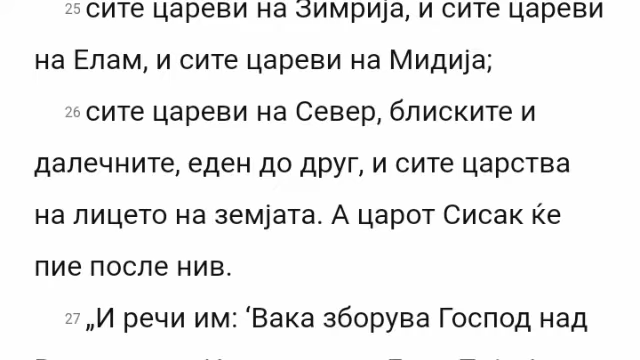 25 сите цареви на Зимрија, и сите цареви
на Елам, и сите цареви на Мидија;
26 сите цареви на Север, блиските и
далечните, еден до друг, и сите царства
на лицето на земјата. А царот Сисак ќе
пие после нив.
27 „И речи им: ‘Вака зборува Господ над